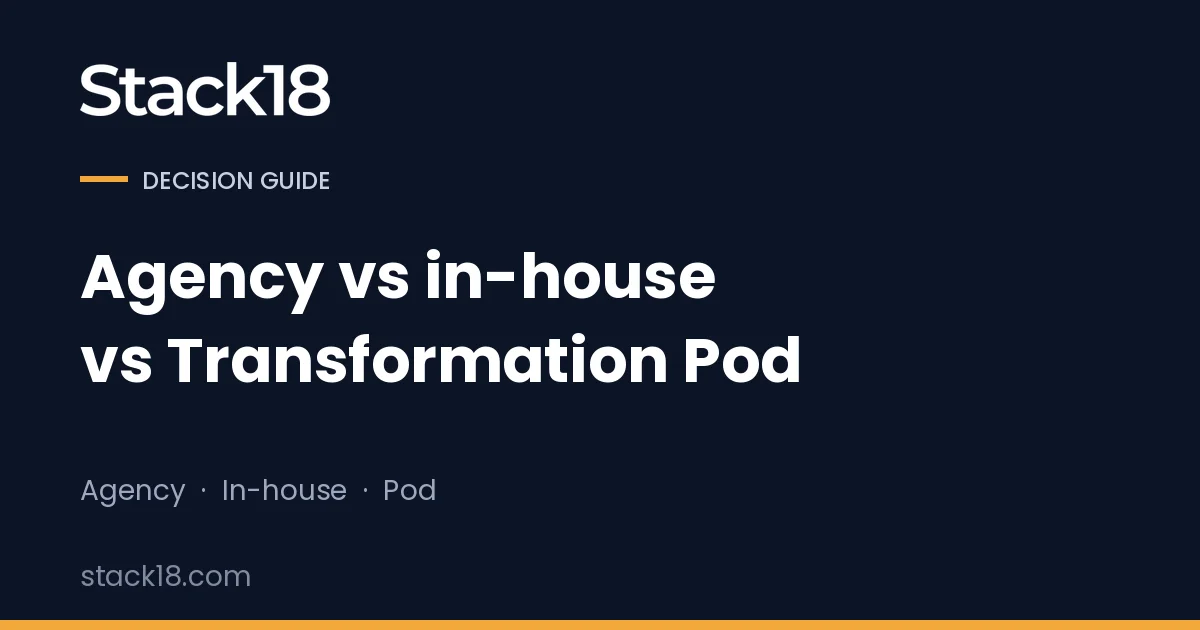 Stack18
DECISION GUIDE
Agency vs in-house
vs Transformation Pod
Agency · In-house · Pod
stack18.com